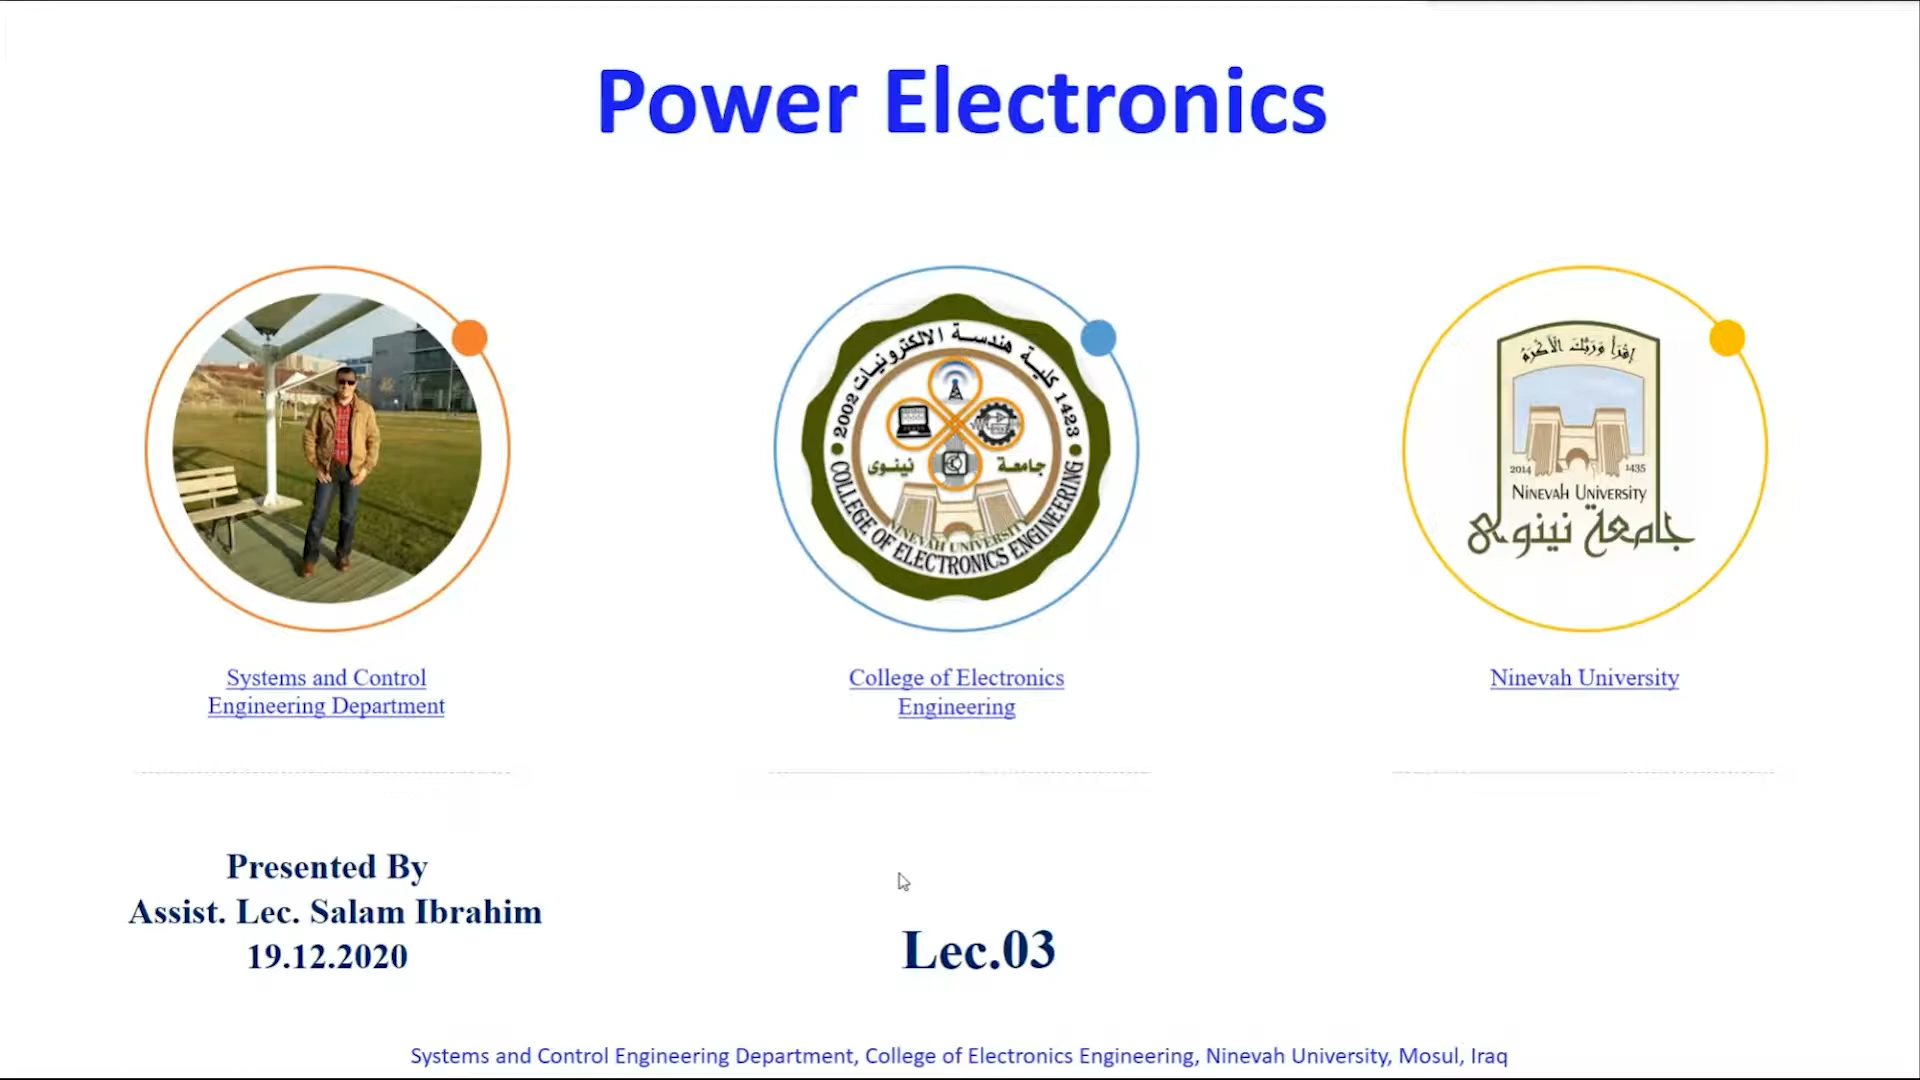 Power Electronics
كلية هندسة الالكترونيات
2002
1423
جامعة نينوى
NINEVAH UNIVERSITY
COLLEGE OF ELECTRONICS ENGINEERING
إقرأ وربك الأكرم
2014 1435
NINEVAH UNIVERSITY
جامعة نينوى
Systems and Control
Engineering Department
College of Electronics
Engineering
Ninevah University
Presented By
Assist. Lec. Salam Ibrahim
19.12.2020
Lec.03
Systems and Control Engineering Department, College of Electronics Engineering, Ninevah University, Mosul, Iraq